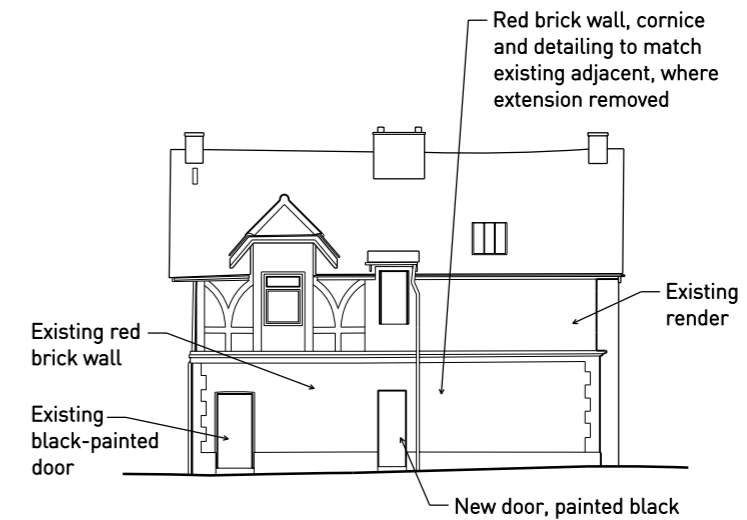 Red brick wall, cornice
and detailing to match
existing adjacent, where
extension removed
Existing
render
Existing red
brick wall
Existing
black-painted
door
New door, painted black